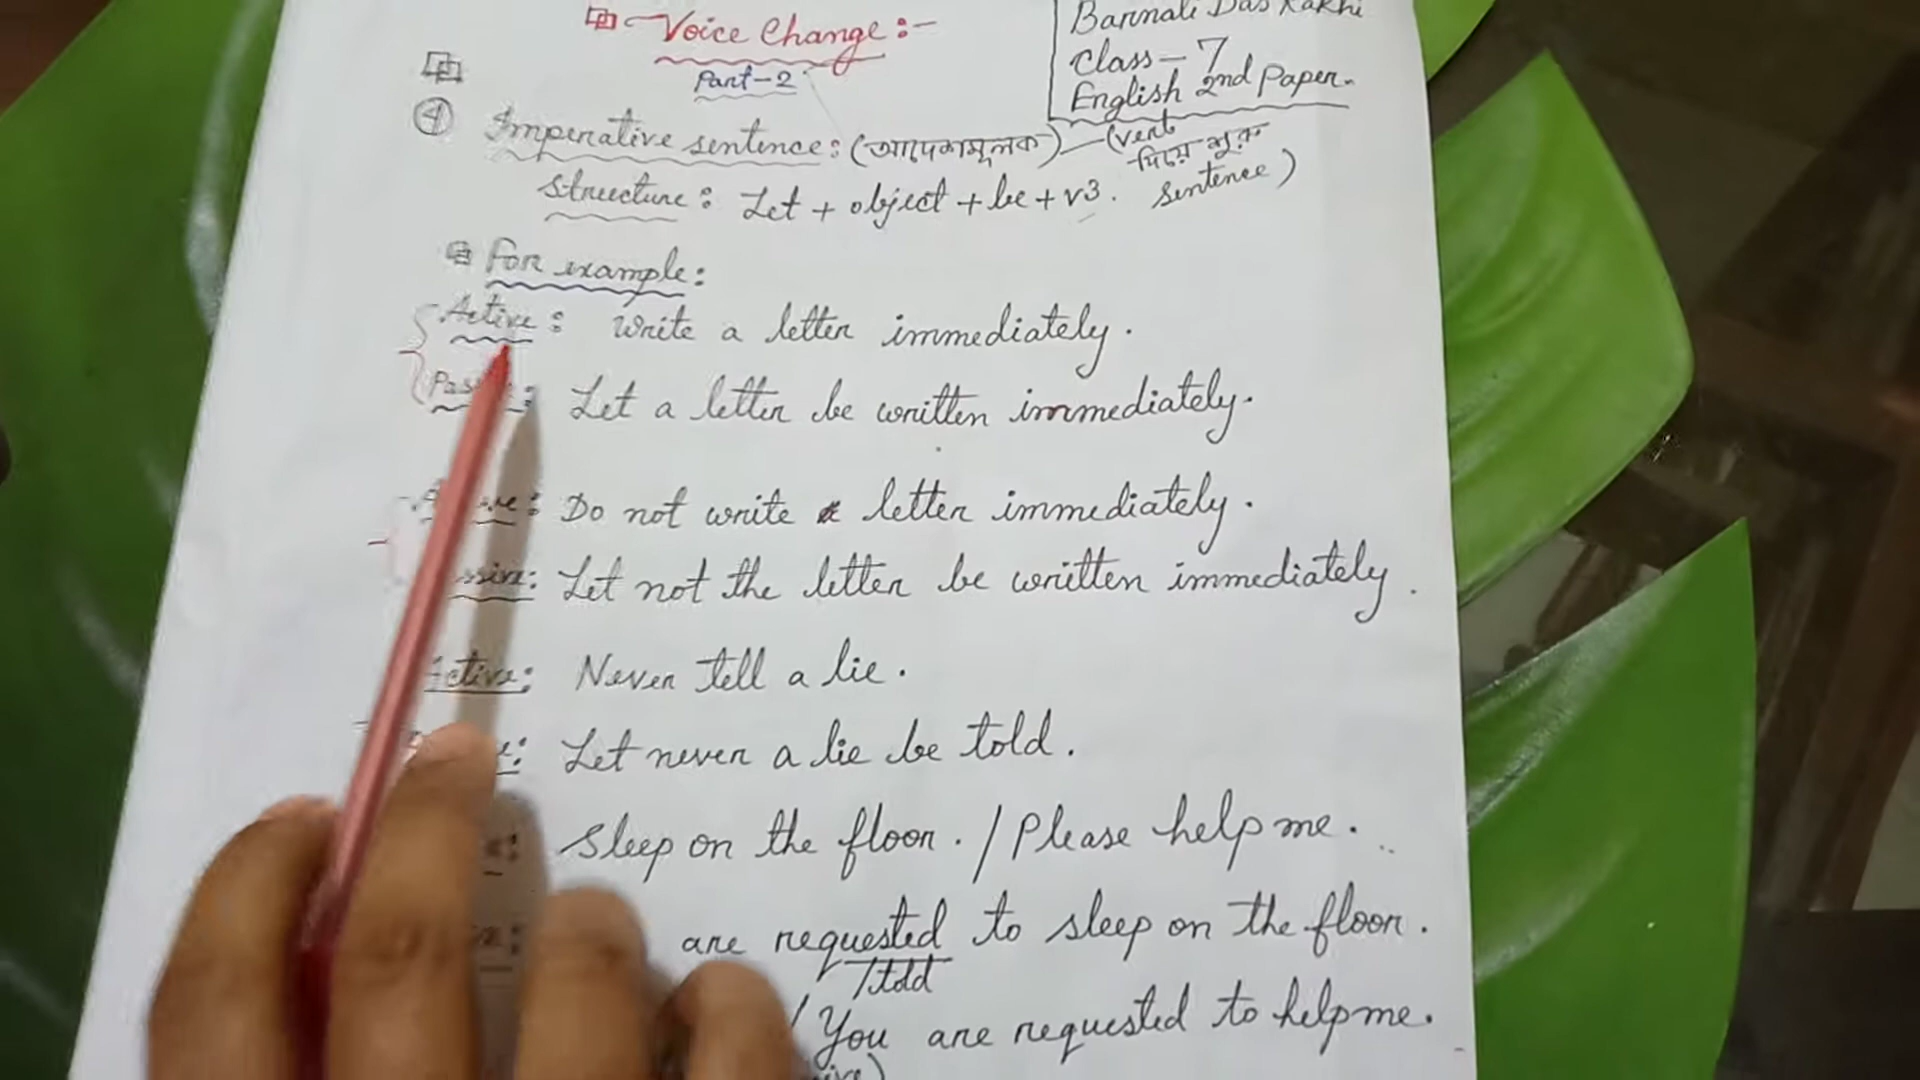 Voice Change:-
Part-2
Barnali Das Rakhi
Class - 7
English 2nd Paper.
④ Imperative sentence: (আদেশমূলক) — (verb দিয়ে শুরু sentence)
Structure: Let + object + be + v3.
For example:
Active: Write a letter immediately.
Let a letter be written immediately.
Do not write a letter immediately.
Let not the letter be written immediately.
Active: Never tell a lie.
Let never a lie be told.
Sleep on the floor. / Please help me.
are requested to sleep on the floor.
/told
/ You are requested to help me.